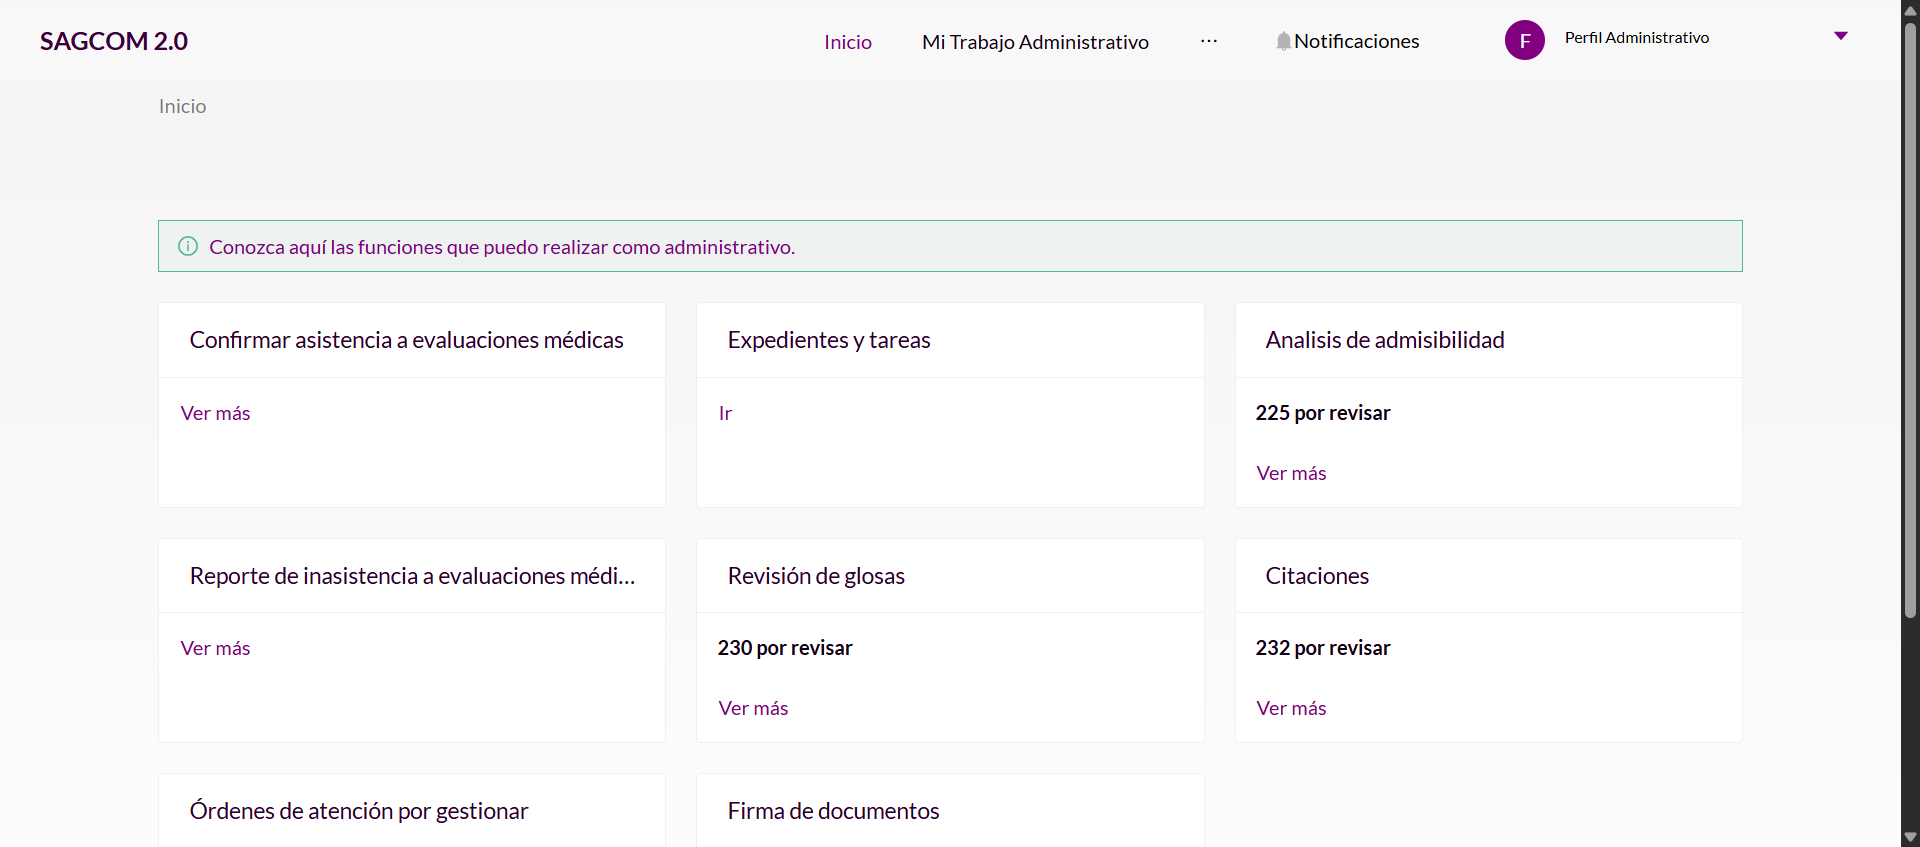 SAGCOM 2.0
Inicio
Mi Trabajo Administrativo
···
Notificaciones
F
Perfil Administrativo
Inicio
Conozca aquí las funciones que puedo realizar como administrativo.
Confirmar asistencia a evaluaciones médicas
Ver más
Expedientes y tareas
Ir
Analisis de admisibilidad
225 por revisar
Ver más
Reporte de inasistencia a evaluaciones médi...
Ver más
Revisión de glosas
230 por revisar
Ver más
Citaciones
232 por revisar
Ver más
Órdenes de atención por gestionar
Firma de documentos